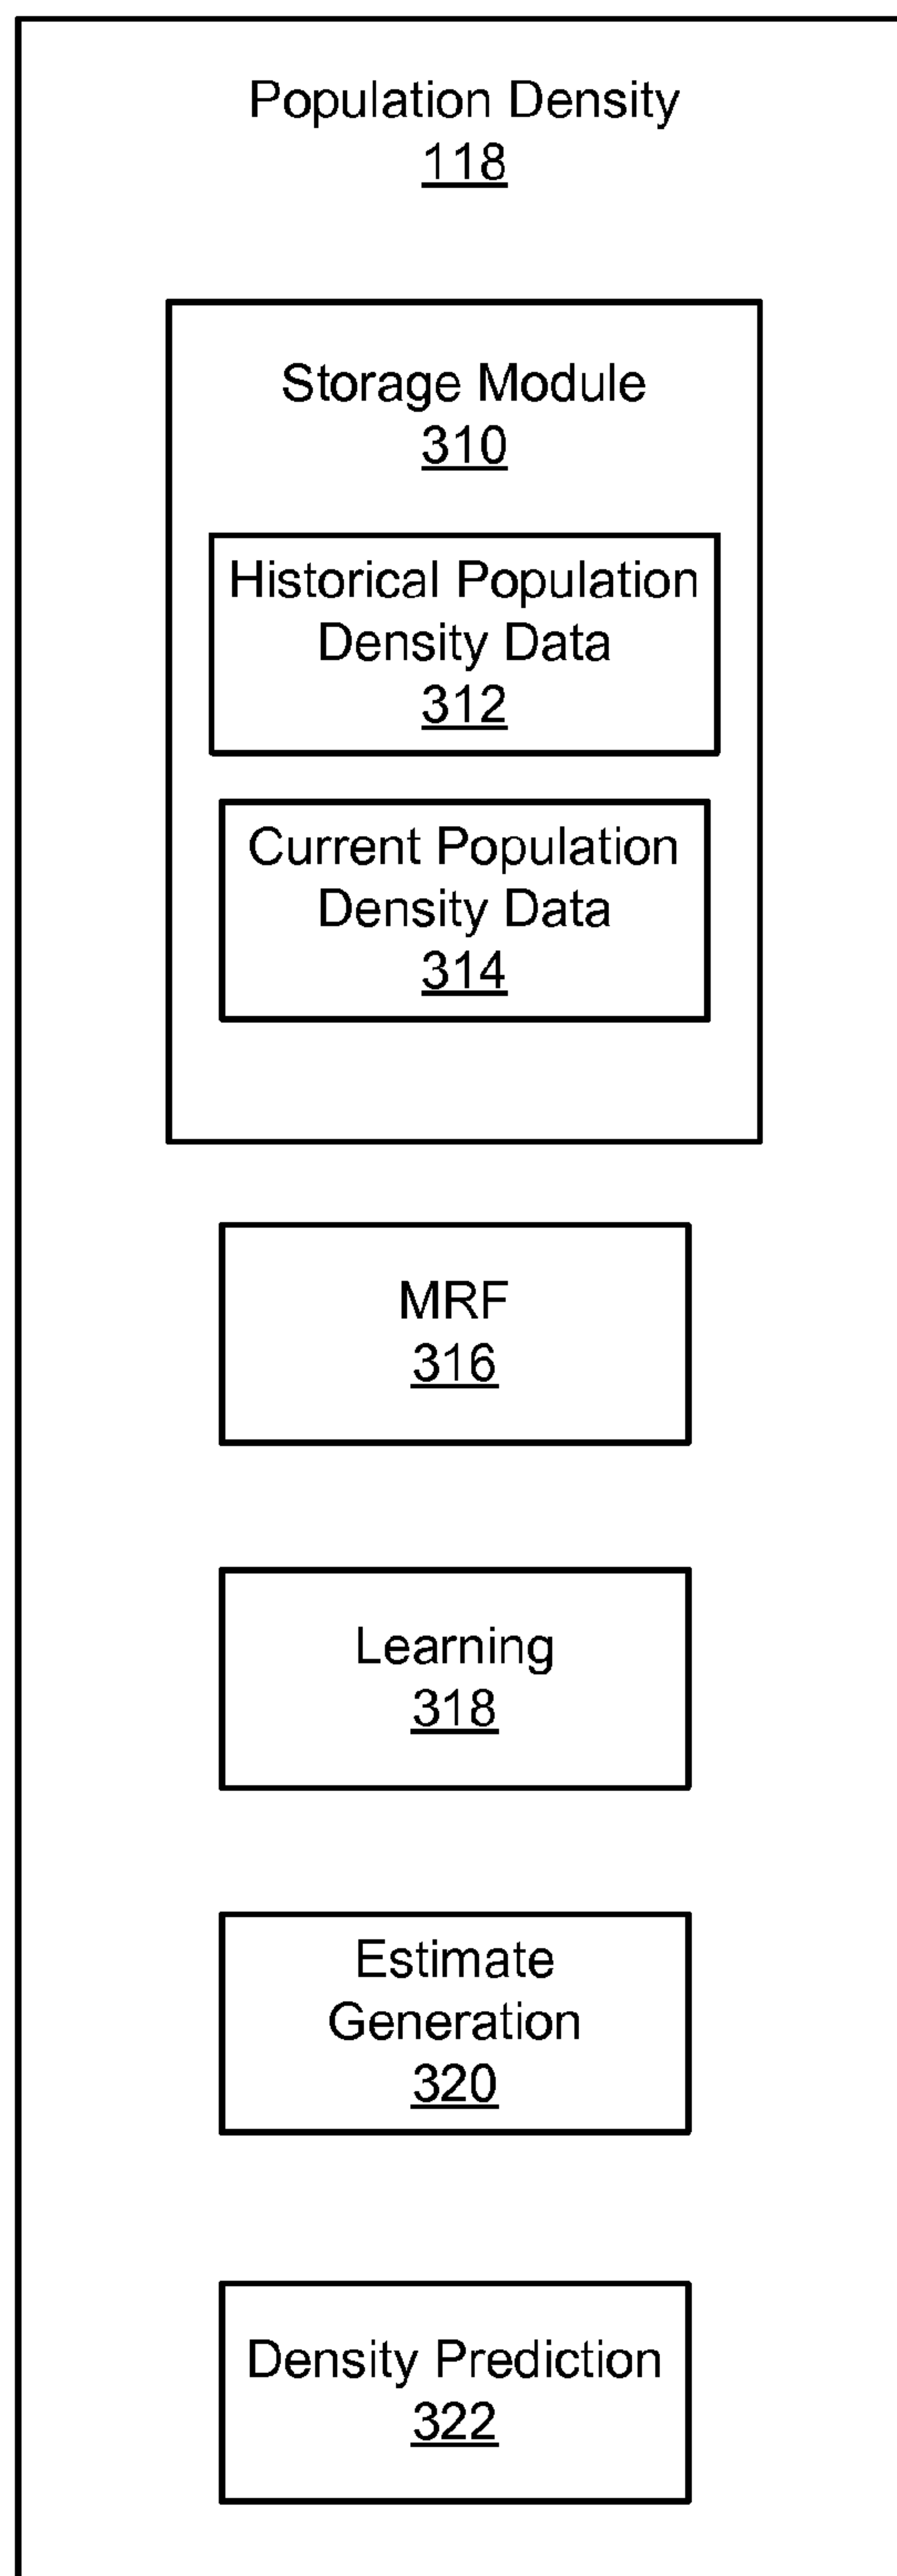 Population Density
118
Storage Module
310
Historical Population
Density Data
312
Current Population
Density Data
314
MRF
316
Learning
318
Estimate
Generation
320
Density Prediction
322